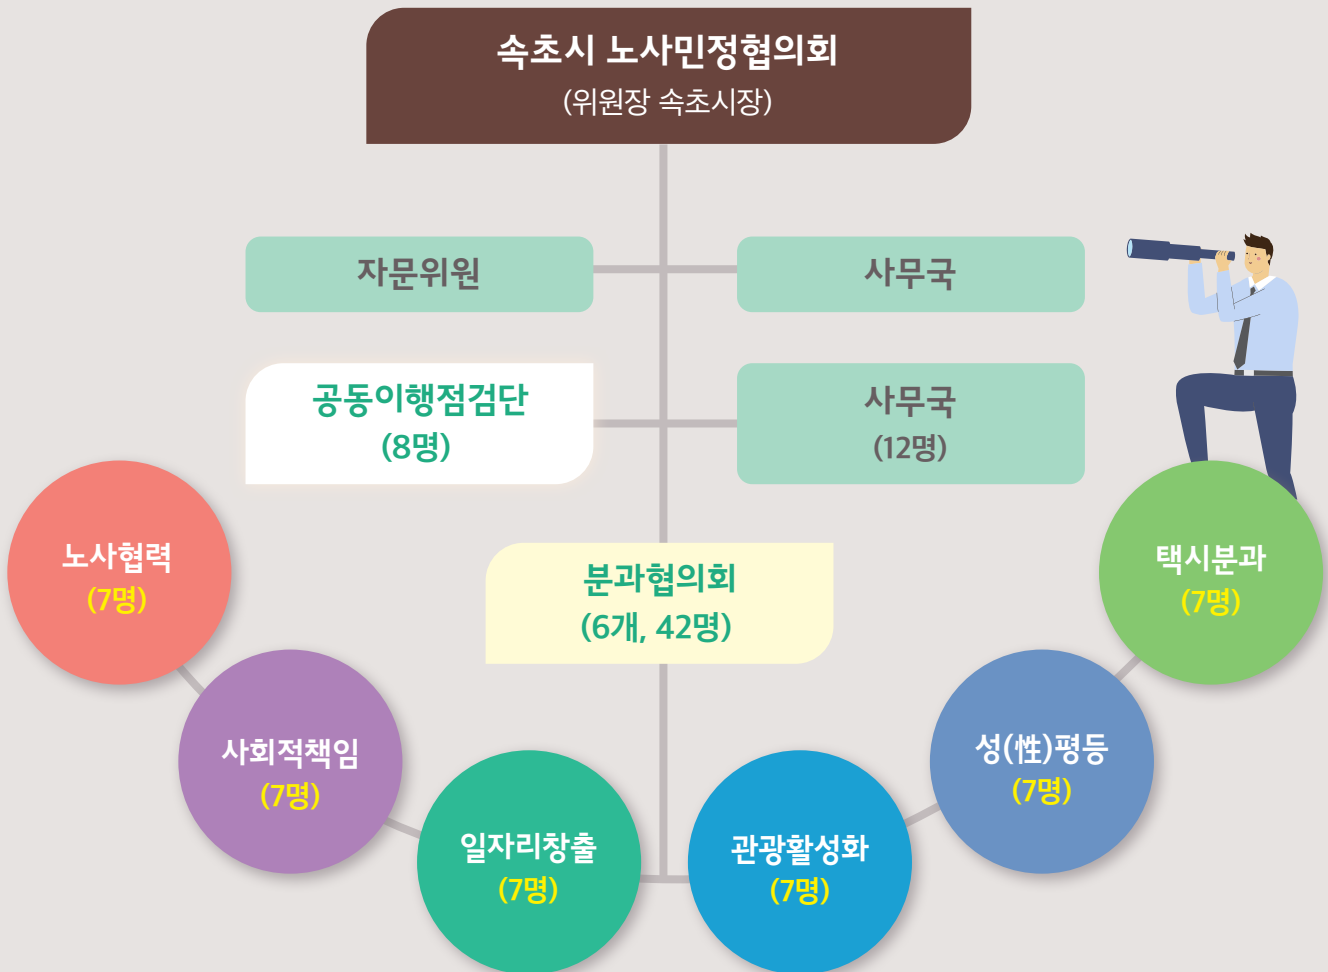 속초시 노사민정협의회
(위원장 속초시장)
자문위원
사무국
공동이행점검단
(8명)
사무국
(12명)
분과협의회
(6개, 42명)
노사협력
(7명)
사회적책임
(7명)
일자리창출
(7명)
관광활성화
(7명)
성(性)평등
(7명)
택시분과
(7명)